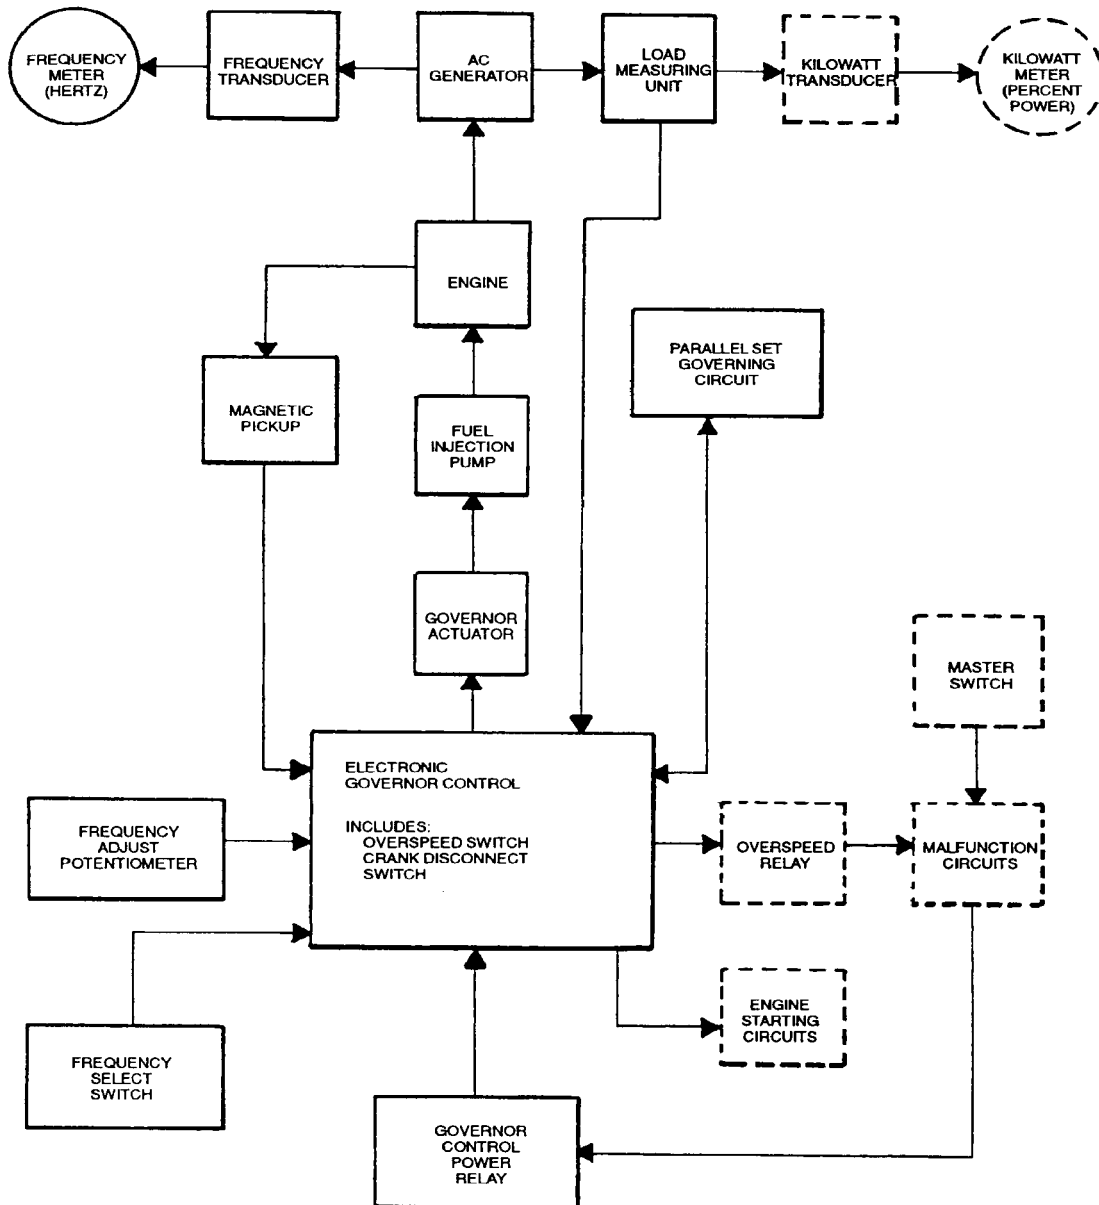 FREQUENCY
METER
(HERTZ)
FREQUENCY
TRANSDUCER
AC
GENERATOR
LOAD
MEASURING
UNIT
KILOWATT
TRANSDUCER
KILOWATT
METER
(PERCENT
POWER)
ENGINE
PARALLEL SET
GOVERNING
CIRCUIT
MAGNETIC
PICKUP
FUEL
INJECTION
PUMP
GOVERNOR
ACTUATOR
MASTER
SWITCH
ELECTRONIC
GOVERNOR CONTROL
INCLUDES:
OVERSPEED SWITCH
CRANK DISCONNECT
SWITCH
FREQUENCY
ADJUST
POTENTIOMETER
OVERSPEED
RELAY
MALFUNCTION
CIRCUITS
ENGINE
STARTING
CIRCUITS
FREQUENCY
SELECT
SWITCH
GOVERNOR
CONTROL
POWER
RELAY